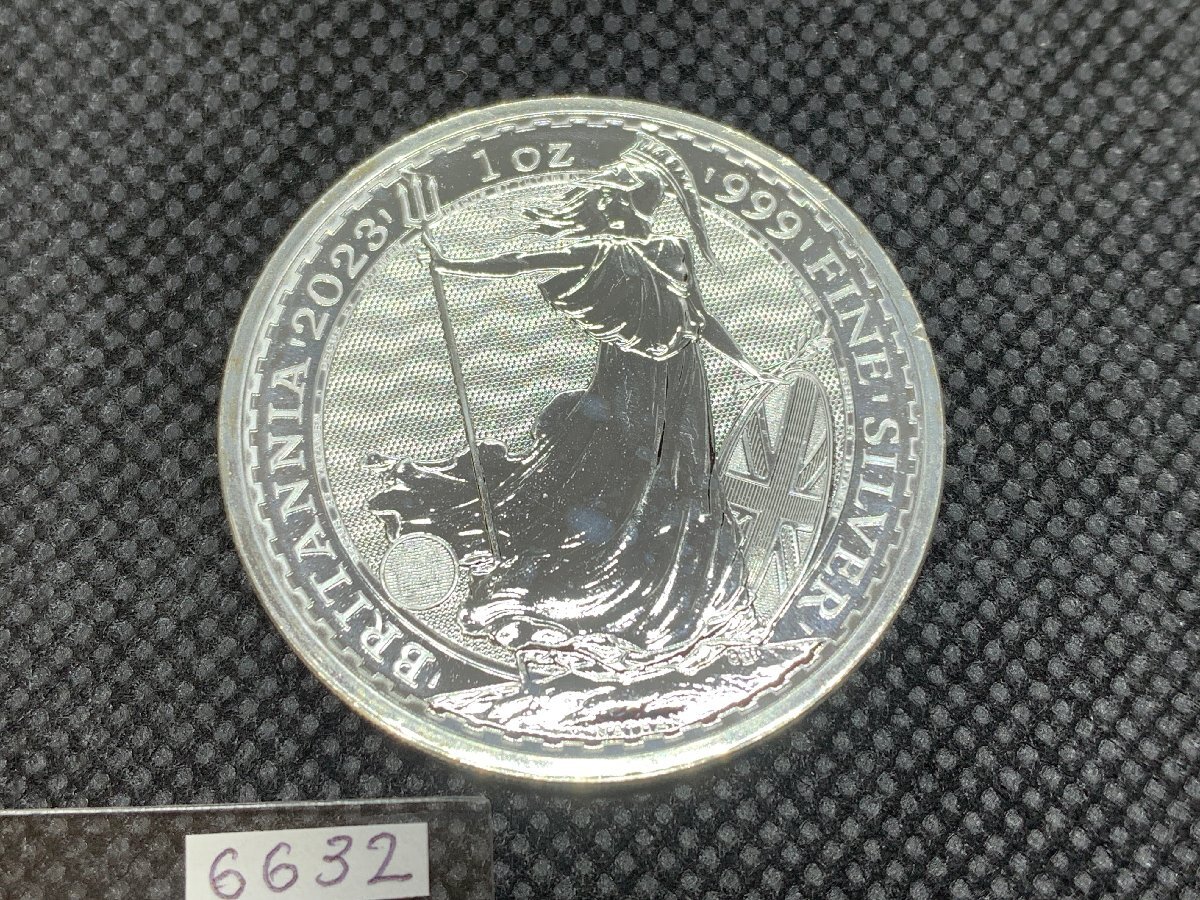 'BRITANNIA '2023' 1 OZ '999' FINE' SILVER'
6632